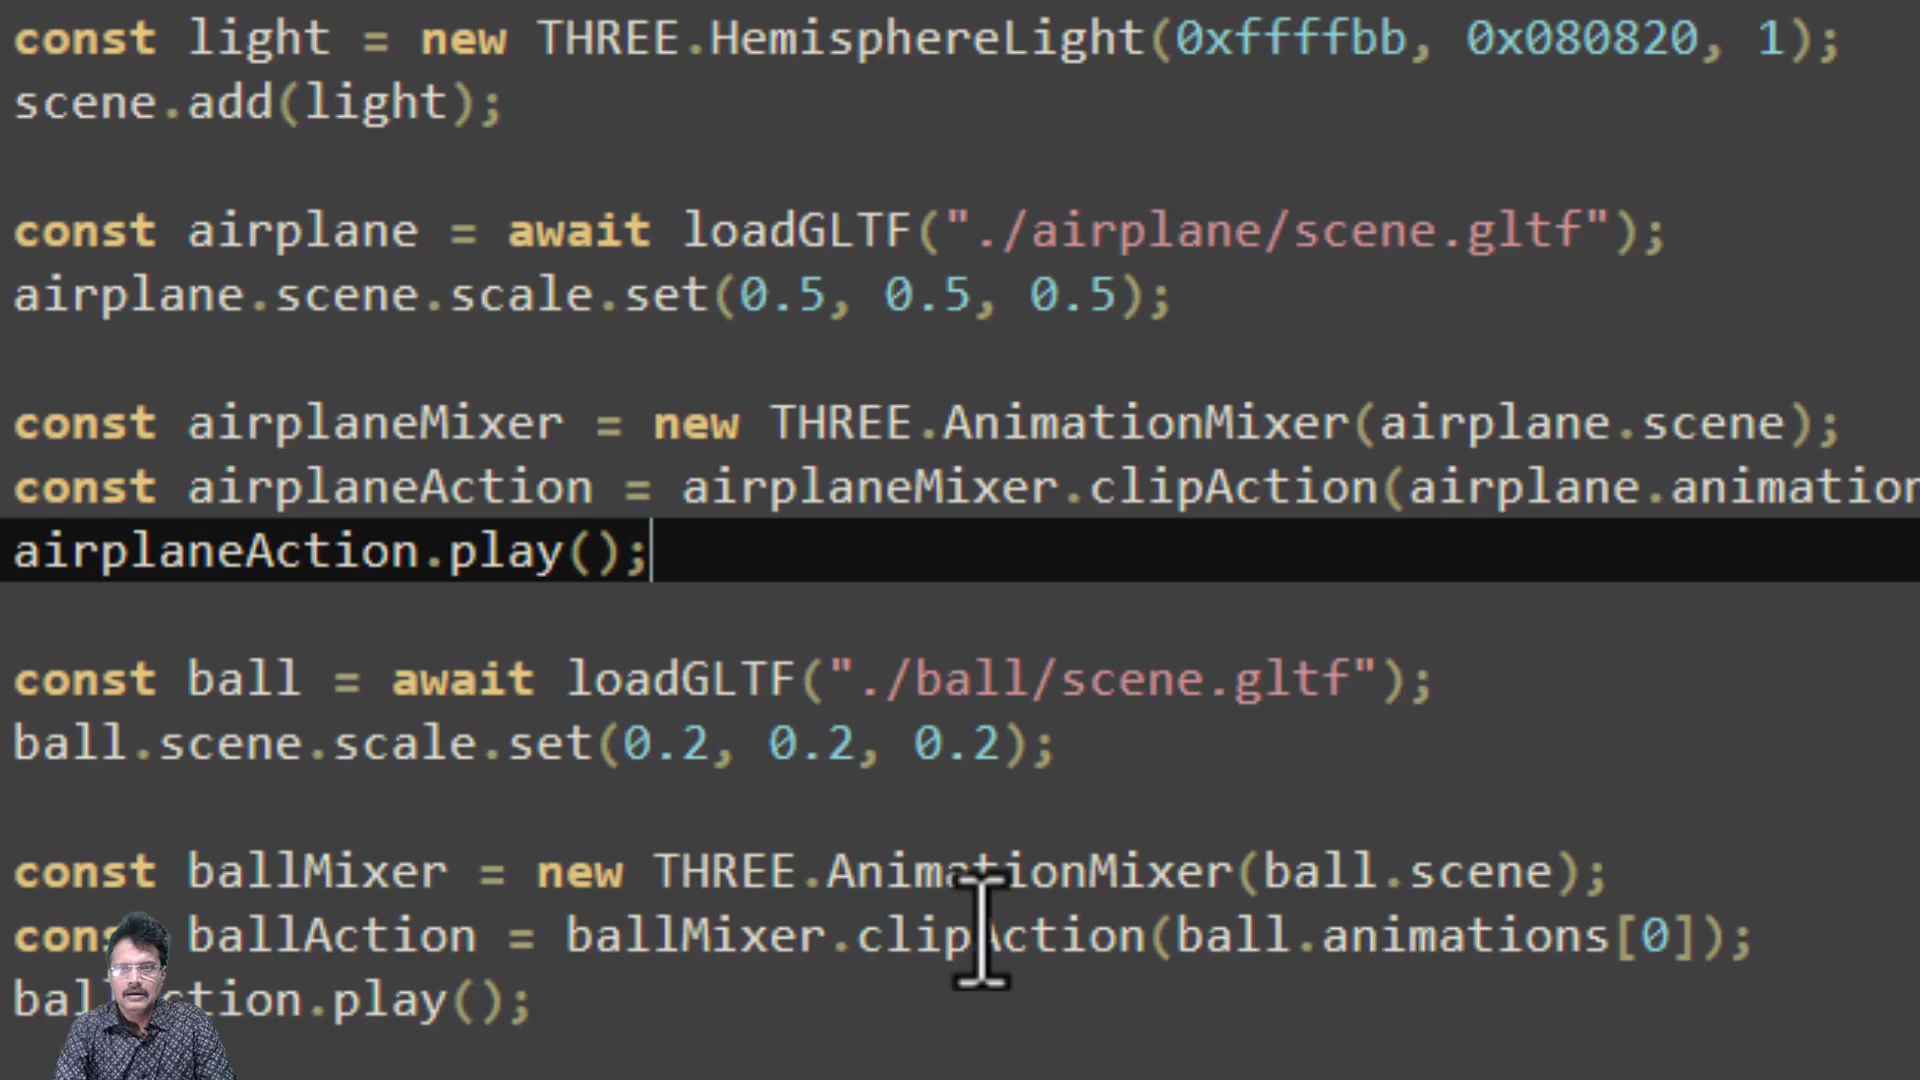 const light = new THREE.HemisphereLight(0xffffbb, 0x080820, 1);
scene.add(light);
const airplane = await loadGLTF("./airplane/scene.gltf");
airplane.scene.scale.set(0.5, 0.5, 0.5);
const airplaneMixer = new THREE.AnimationMixer(airplane.scene);
const airplaneAction = airplaneMixer.clipAction(airplane.animation
airplaneAction.play();
const ball = await loadGLTF("./ball/scene.gltf");
ball.scene.scale.set(0.2, 0.2, 0.2);
const ballMixer = new THREE.AnimationMixer(ball.scene);
const ballAction = ballMixer.clipAction(ball.animations[0]);
ballAction.play();